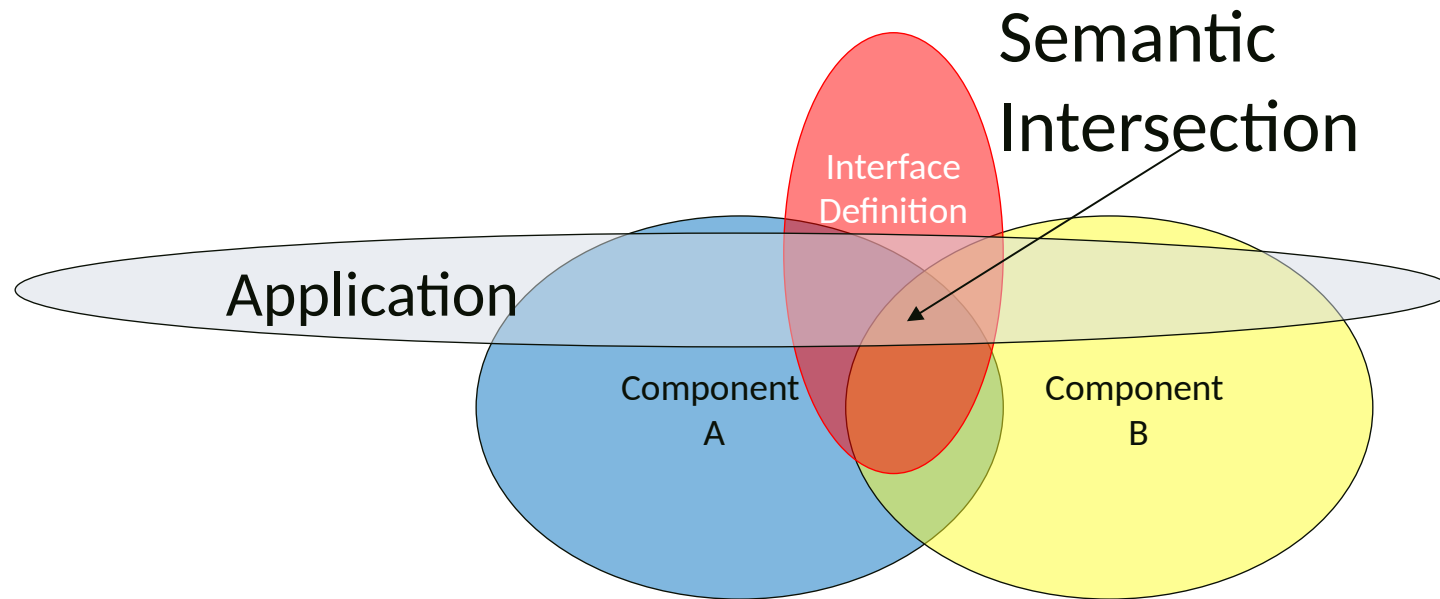 Semantic
Intersection
Interface
Definition
Application
Component
A
Component
B